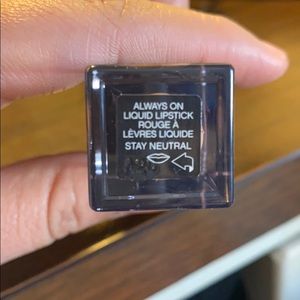 ALWAYS ON
LIQUID LIPSTICK
ROUGE À
LÈVRES LIQUIDE
STAY NEUTRAL